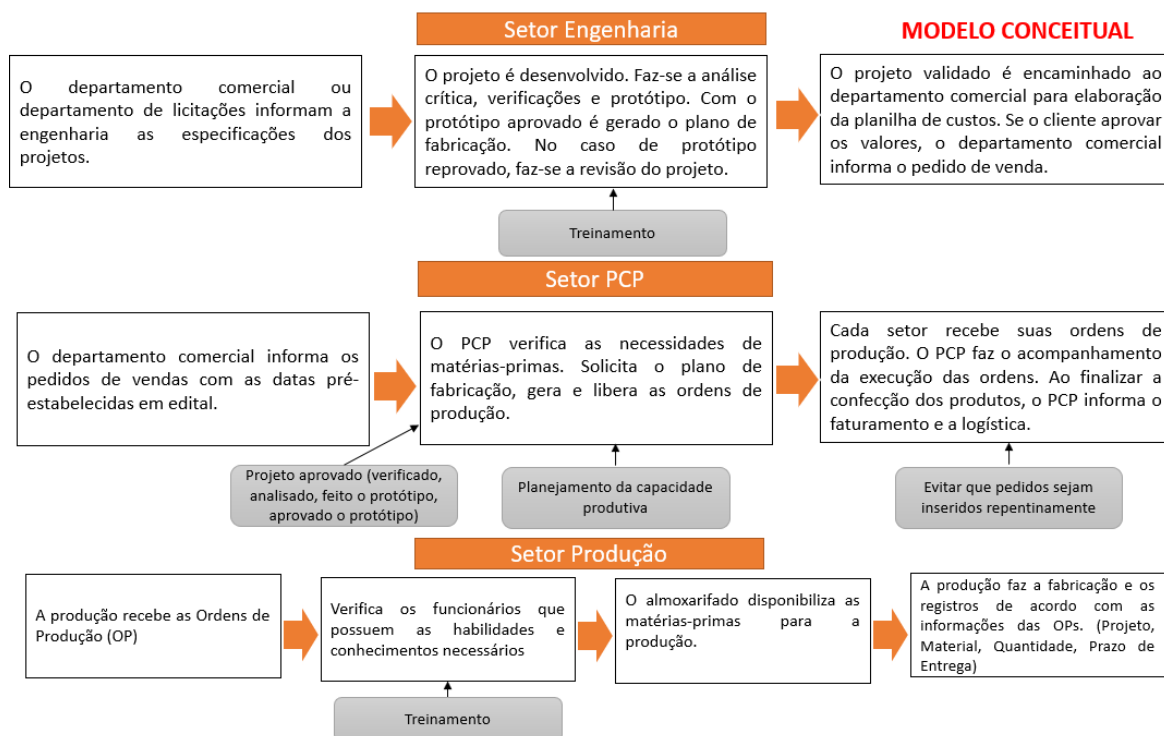 Setor Engenharia
MODELO CONCEITUAL
O departamento comercial ou
departamento de licitações informam a
engenharia as especificações dos
projetos.
O projeto é desenvolvido. Faz-se a análise
crítica, verificações e protótipo. Com o
protótipo aprovado é gerado o plano de
fabricação. No caso de protótipo
reprovado, faz-se a revisão do projeto.
O projeto validado é encaminhado ao
departamento comercial para elaboração
da planilha de custos. Se o cliente aprovar
os valores, o departamento comercial
informa o pedido de venda.
Treinamento
Setor PCP
O departamento comercial informa os
pedidos de vendas com as datas pré-
estabelecidas em edital.
O PCP verifica as necessidades de
matérias-primas. Solicita o plano de
fabricação, gera e libera as ordens de
produção.
Cada setor recebe suas ordens de
produção. O PCP faz o acompanhamento
da execução das ordens. Ao finalizar a
confecção dos produtos, o PCP informa o
faturamento e a logística.
Projeto aprovado (verificado,
analisado, feito o protótipo,
aprovado o protótipo)
Planejamento da capacidade
produtiva
Evitar que pedidos sejam
inseridos repentinamente
Setor Produção
A produção recebe as Ordens de
Produção (OP)
Verifica os funcionários que
possuem as habilidades e
conhecimentos necessários
O almoxarifado disponibiliza as
matérias-primas para a
produção.
A produção faz a fabricação e os
registros de acordo com as
informações das OPs. (Projeto,
Material, Quantidade, Prazo de
Entrega)
Treinamento